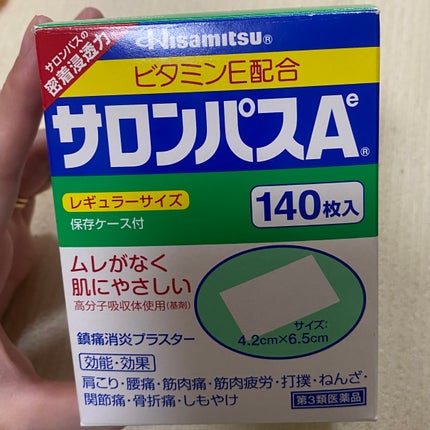 サロンパスの
密着浸透力
Hisamitsu®
ビタミンE配合
サロンパスAe®
レギュラーサイズ
保存ケース付
140枚入
ムレがなく
肌にやさしい
高分子吸収体使用(基剤)
サイズ:
4.2cm×6.5cm
鎮痛消炎プラスター
効能・効果
肩こり・腰痛・筋肉痛・筋肉疲労・打撲・ねんざ・
関節痛・骨折痛・しもやけ
第3類医薬品